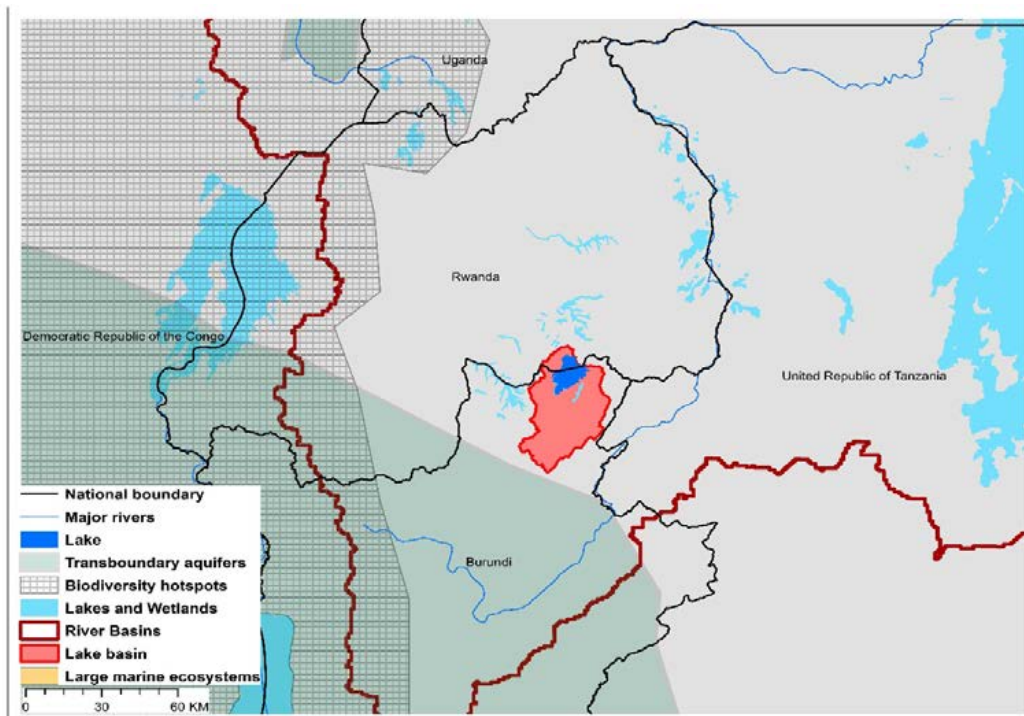 Uganda
Rwanda
Democratic Republic of the Congo
United Republic of Tanzania
Burundi
National boundary
Major rivers
Lake
Transboundary aquifers
Biodiversity hotspots
Lakes and Wetlands
River Basins
Lake basin
Large marine ecosystems
0 30 60 KM